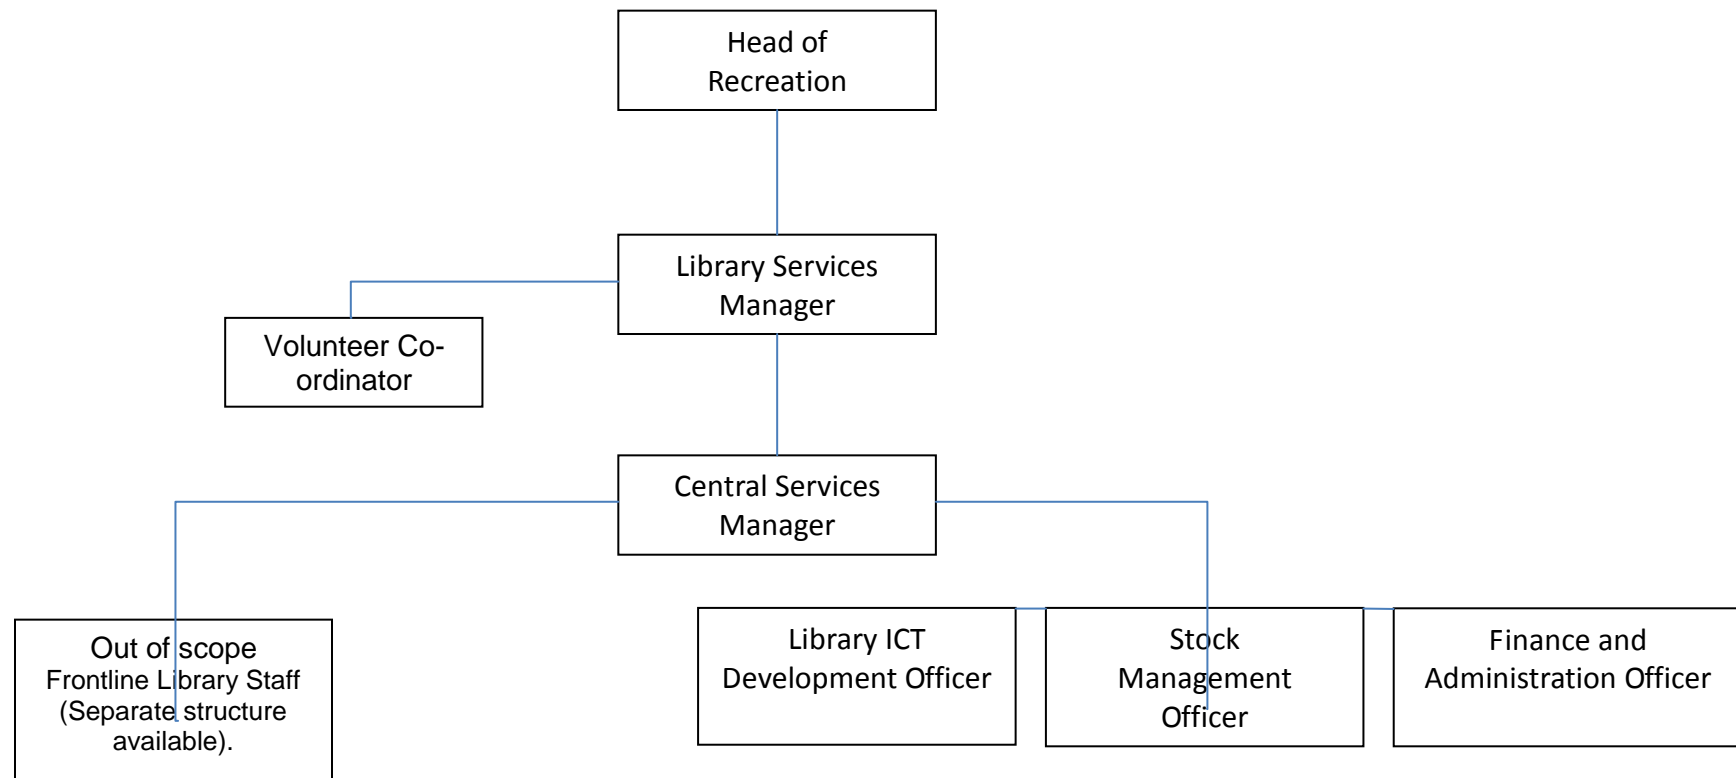 Head of
Recreation
Library Services
Manager
Volunteer Co-
ordinator
Central Services
Manager
Out of scope
Frontline Library Staff
(Separate structure
available).
Library ICT
Development Officer
Stock
Management
Officer
Finance and
Administration Officer